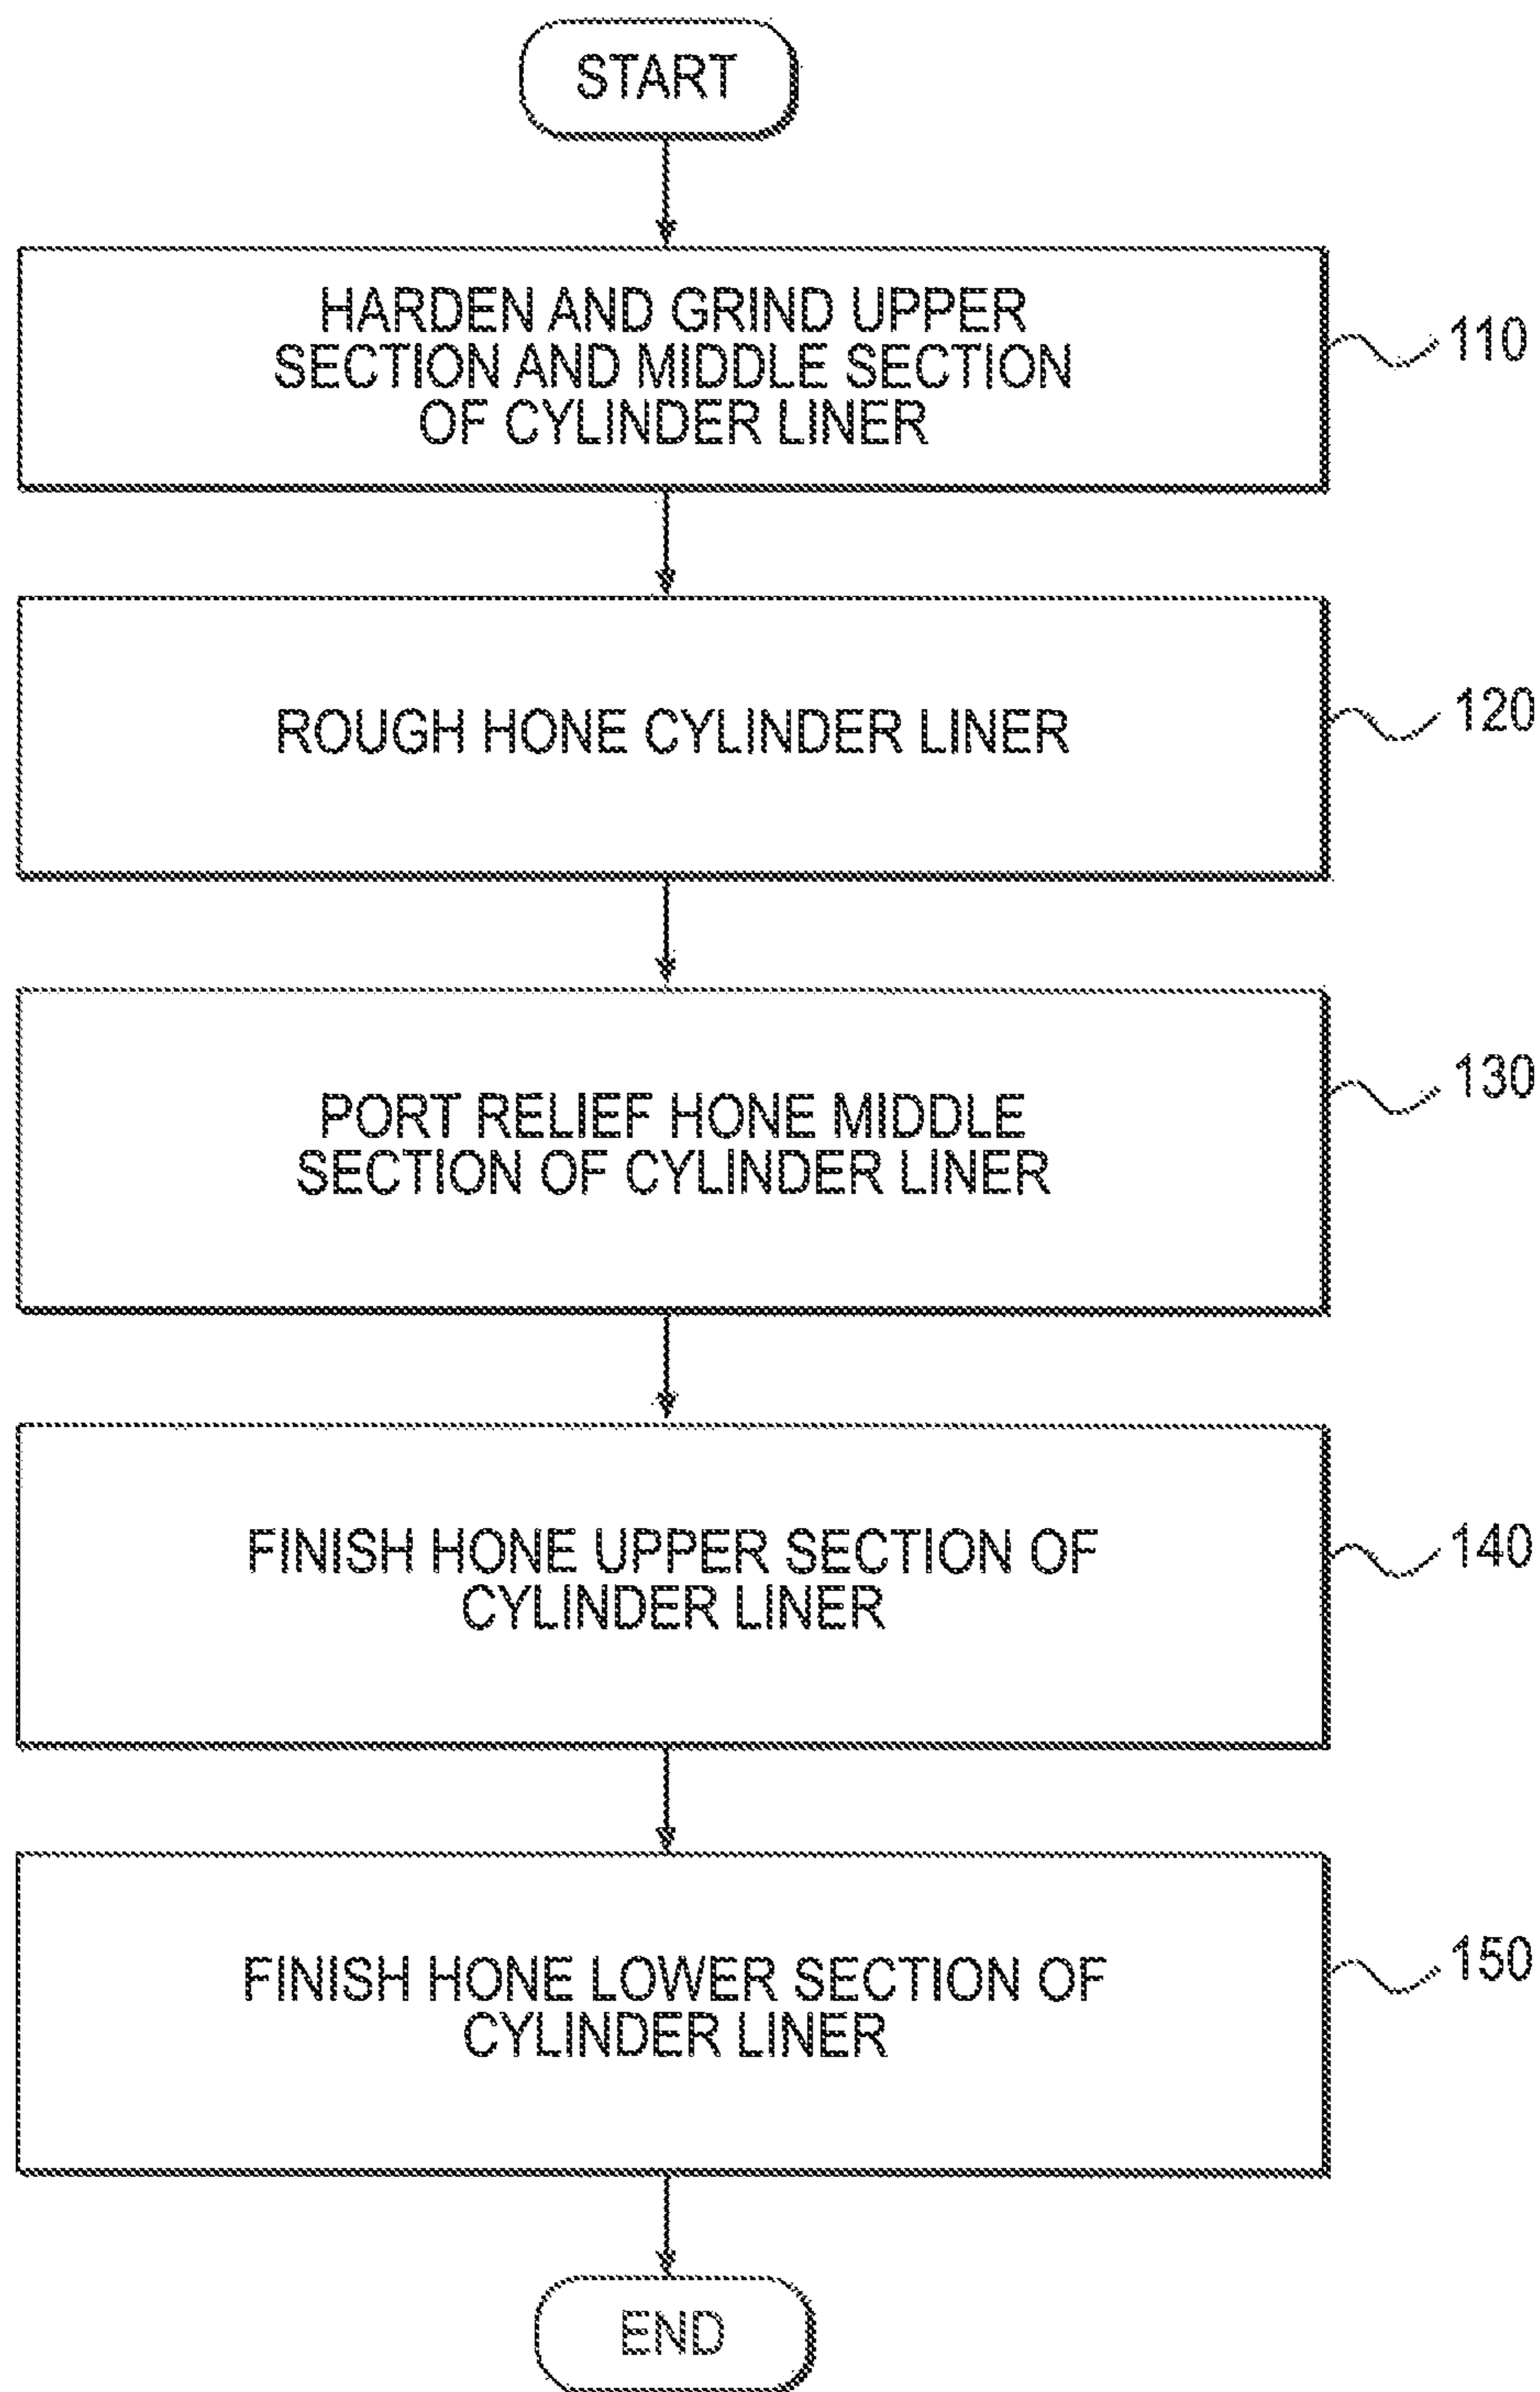 START
HARDEN AND GRIND UPPER
SECTION AND MIDDLE SECTION
OF CYLINDER LINER
110
ROUGH HONE CYLINDER LINER
120
PORT RELIEF HONE MIDDLE
SECTION OF CYLINDER LINER
130
FINISH HONE UPPER SECTION OF
CYLINDER LINER
140
FINISH HONE LOWER SECTION OF
CYLINDER LINER
150
END